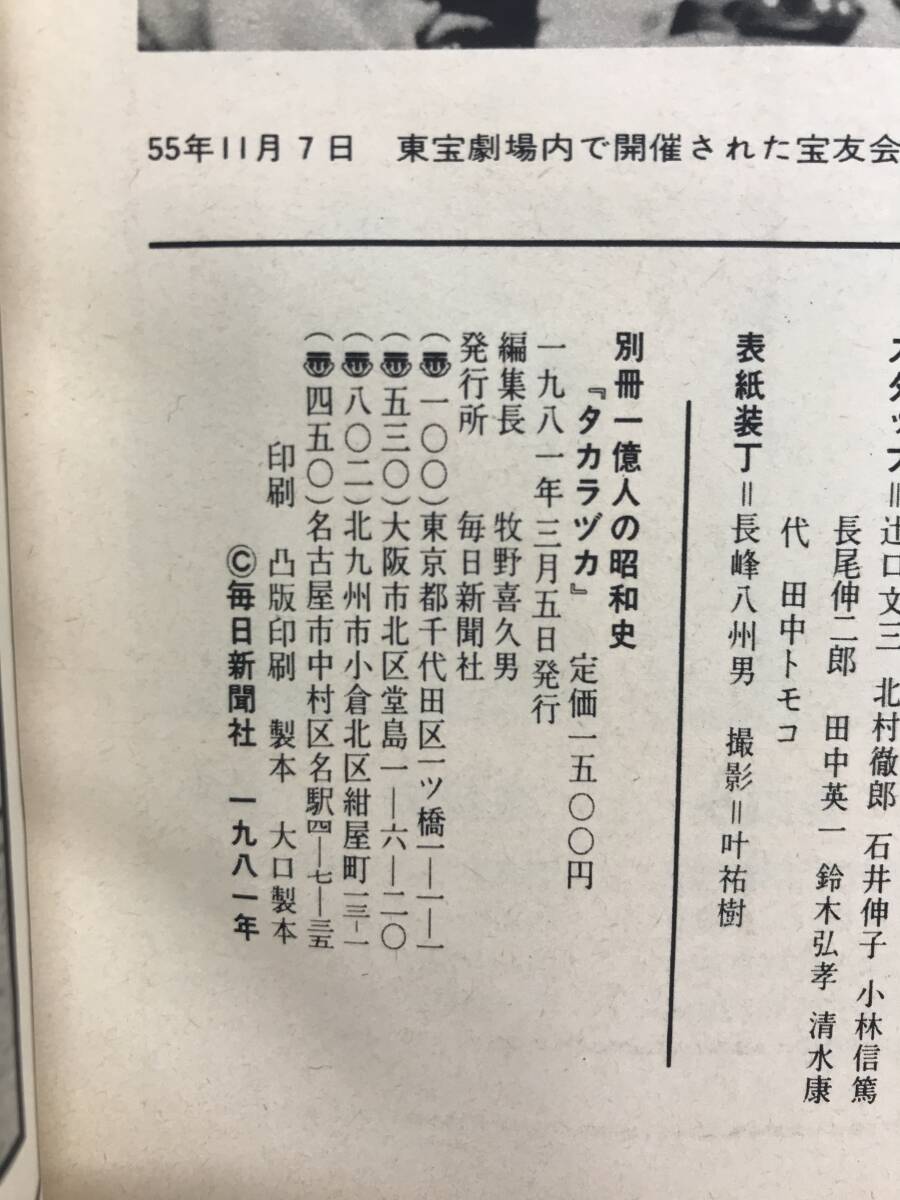 55年11月7日　東宝劇場内で開催された宝友会
スタッフ＝辻口文三　北村徹郎　石井伸子　小林信篤
長尾伸二郎　田中英一　鈴木弘孝　清水康
代　田中トモコ
表紙装丁＝長峰八州男　撮影＝叶祐樹
別冊一億人の昭和史
『タカラヅカ』　定価一五〇〇円
一九八一年三月五日発行
編集長　牧野喜久男
発行所　毎日新聞社
（〠一〇〇）東京都千代田区一ツ橋一―一―一
（〠五三〇）大阪市北区堂島一―六―二〇
（〠八〇二）北九州市小倉北区紺屋町一三―一
（〠四五〇）名古屋市中村区名駅四―七―三五
印刷　凸版印刷　製本　大口製本
©毎日新聞社　一九八一年